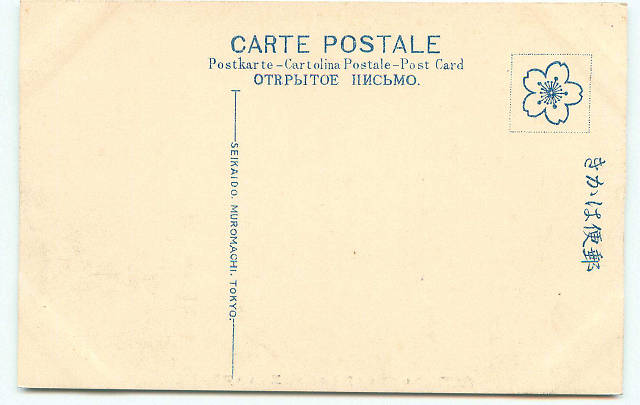 CARTE POSTALE
Postkarte-Cartolina Postale-Post Card
ОТКРЫТОЕ ПИСЬМО.
SEIKAIDO, MUROMACHI, TOKYO.
きかは便郵